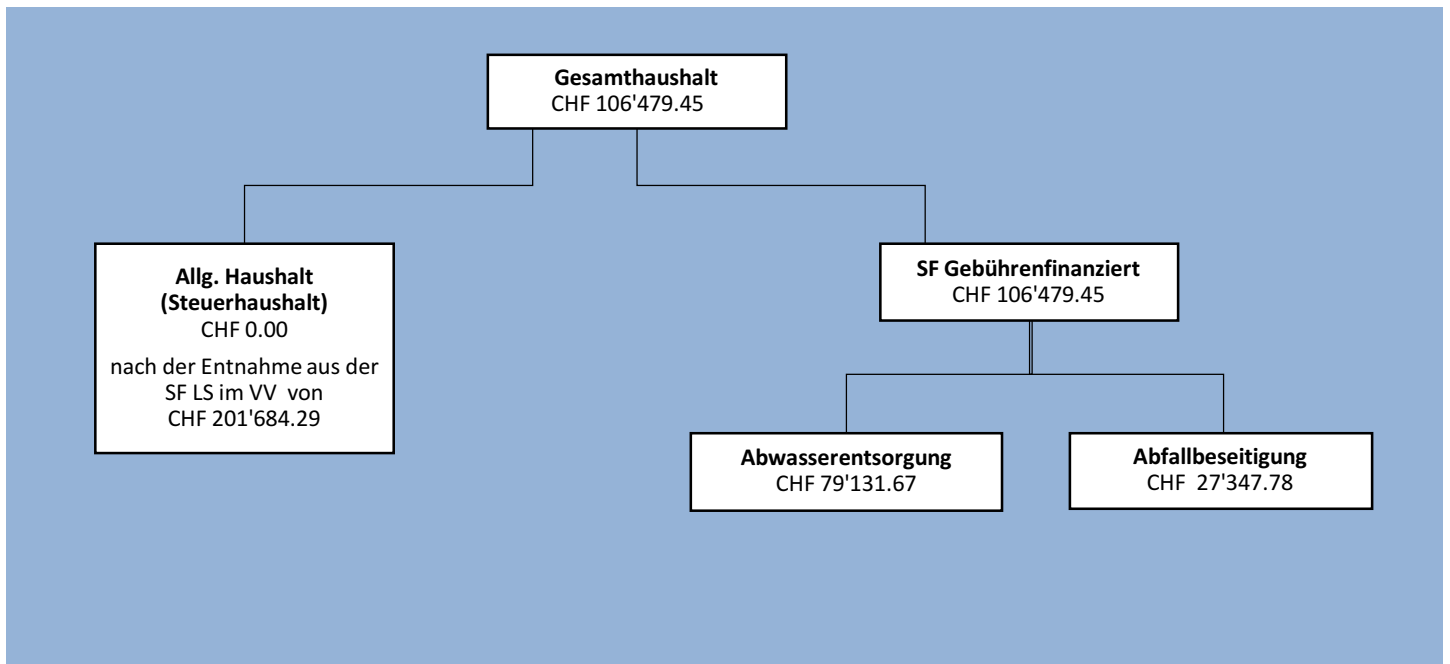 Gesamthaushalt
CHF 106'479.45
Allg. Haushalt
(Steuerhaushalt)
CHF 0.00
nach der Entnahme aus der
SF LS im VV von
CHF 201'684.29
SF Gebührenfinanziert
CHF 106'479.45
Abwasserentsorgung
CHF 79'131.67
Abfallbeseitigung
CHF 27'347.78